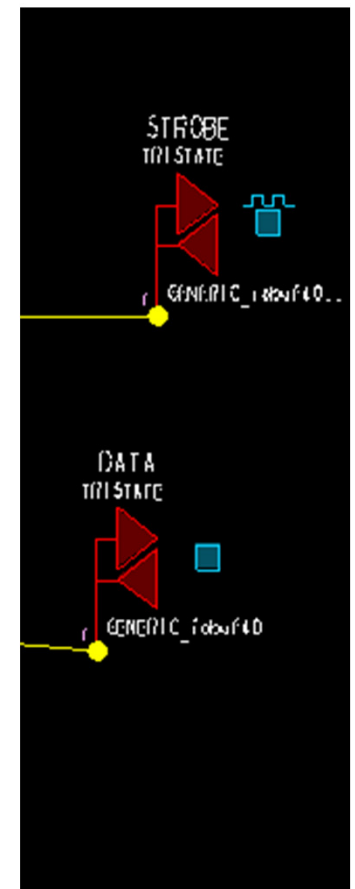 STROBE
TRISTATE
GENERIC_iobuf40..
r
DATA
TRISTATE
GENERIC_iobuf40
r